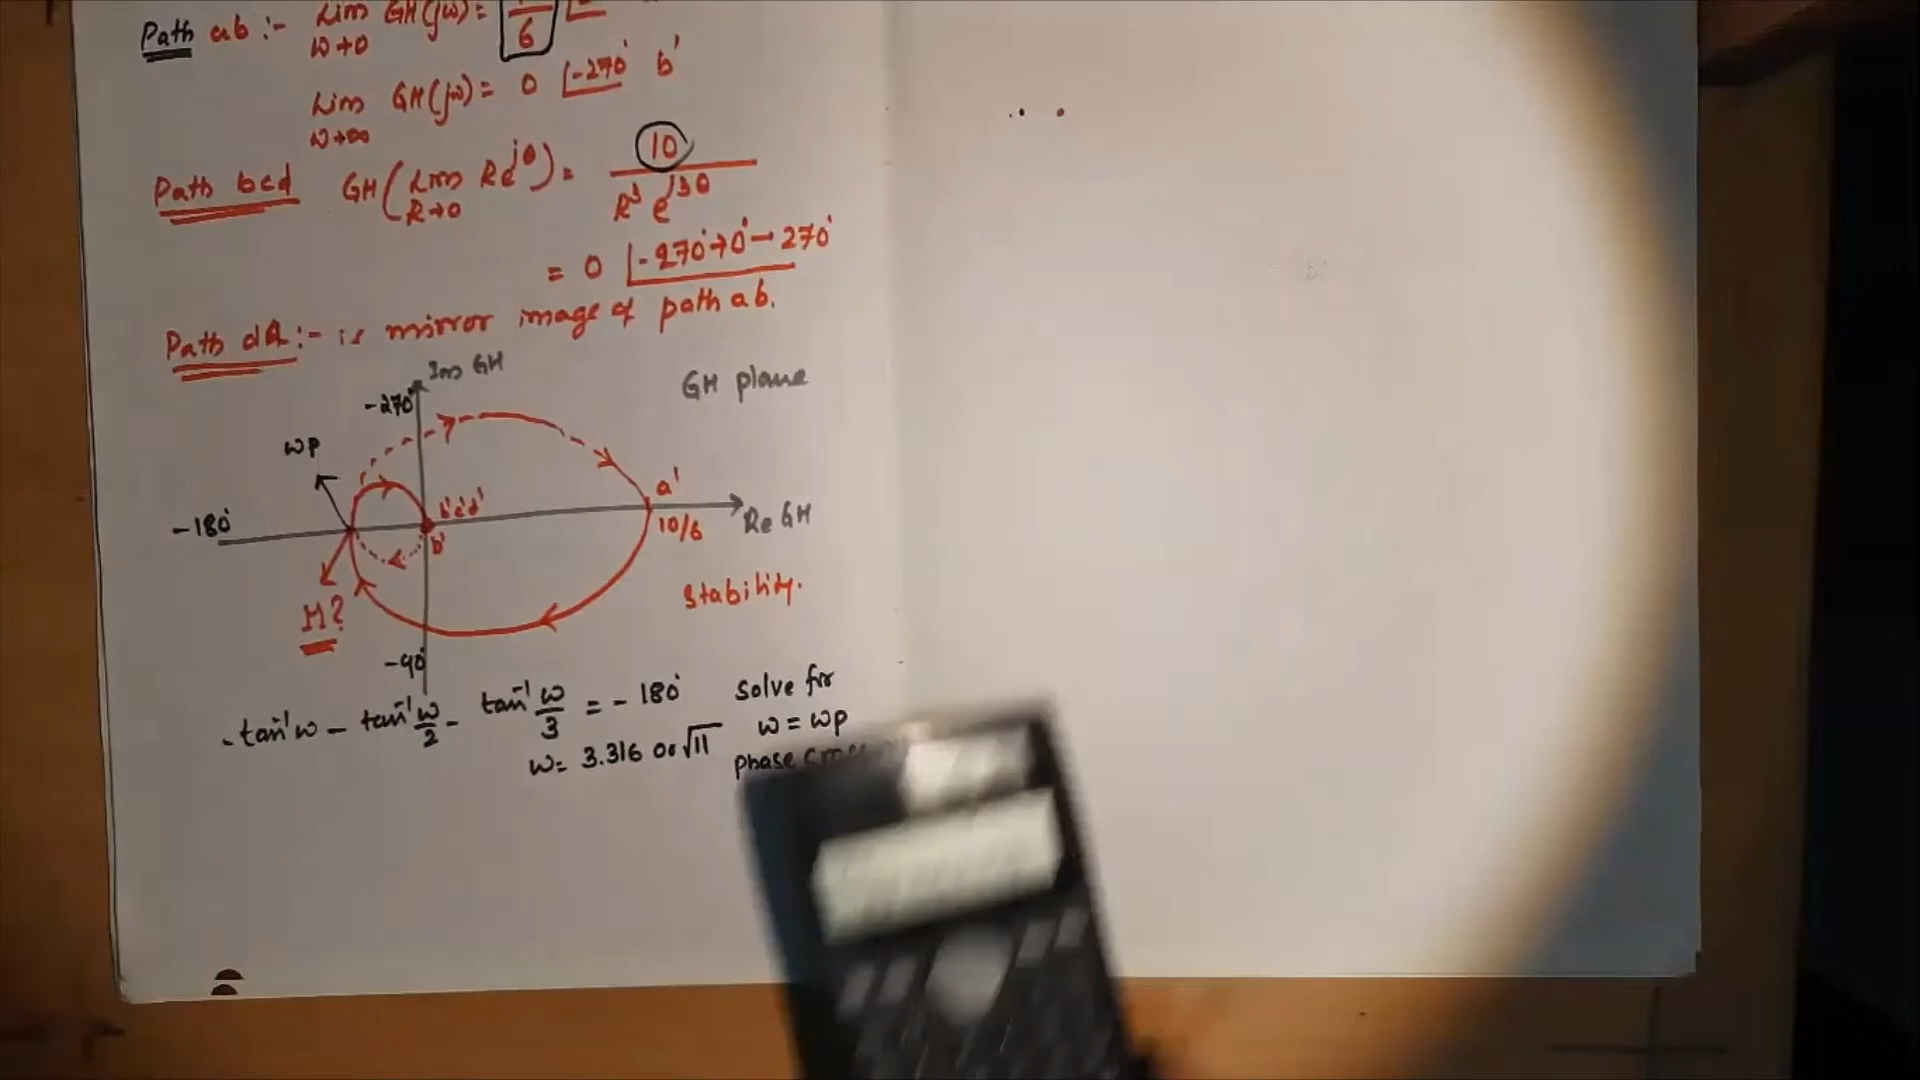 Path ab :- Lim GH(jω) =
ω→0 6
Lim GH(jω) = 0 ∠-270° b'
ω→∞
Path bcd GH(Lim Re^jθ) = 10
R→0 R³ e^j3θ
= 0 ∠-270°→0°→270°
Path da :- is mirror image of path ab.
Im GH
GH plane
-270°
ωp
a'
-180°
b'c'd'
b'
10/6
Re GH
M?
Stability.
-90°
-tan⁻¹ω - tan⁻¹ω/2 - tan⁻¹ω/3 = -180° Solve for
ω = 3.316 or √11 ω = ωp
phase